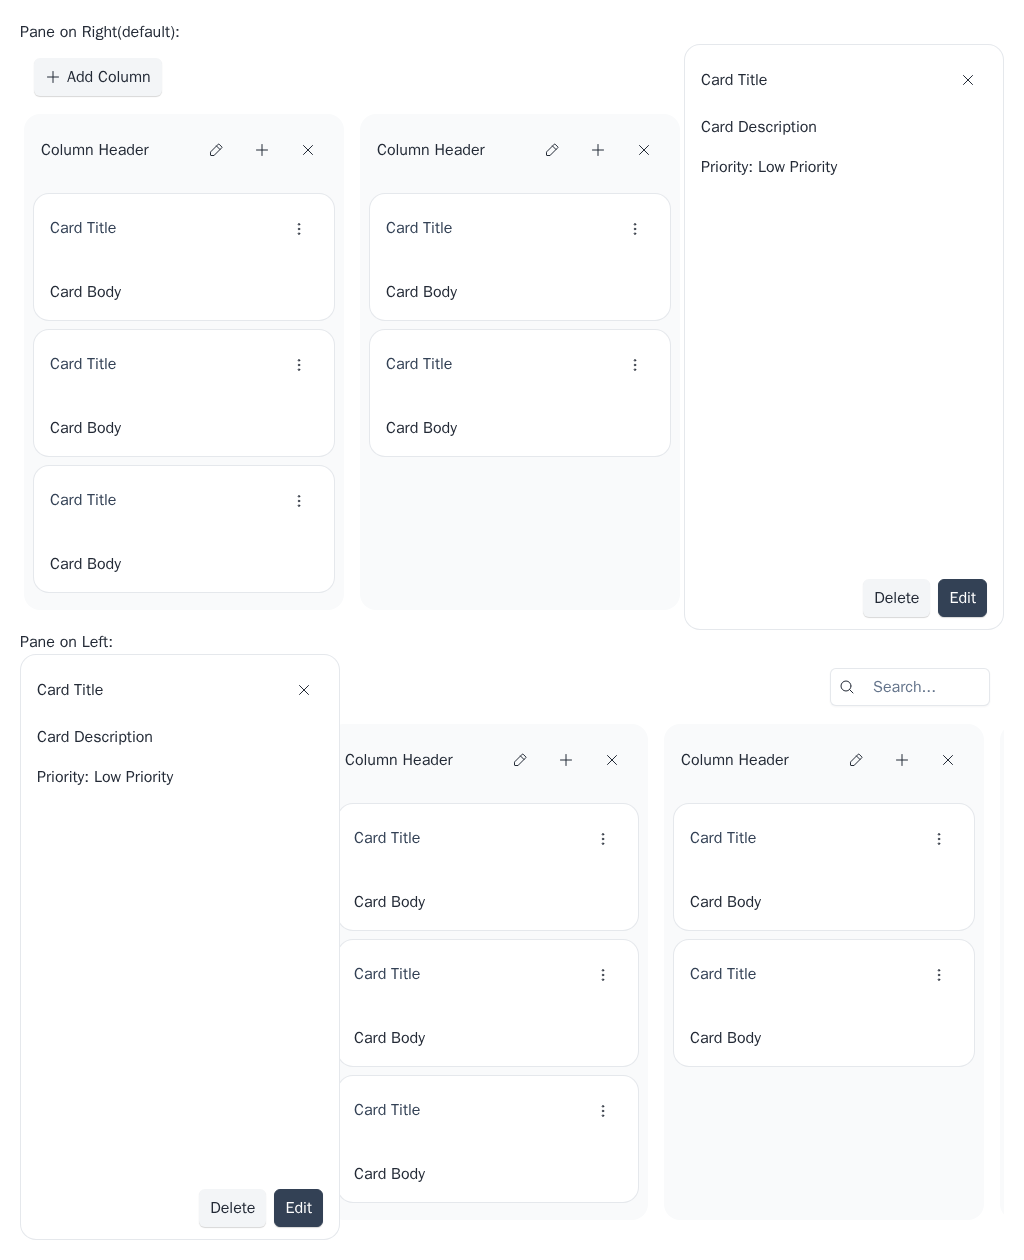 Pane on Right(default):
Add Column
Column Header
Card Title
Card Body
Card Title
Card Body
Card Title
Card Body
Column Header
Card Title
Card Body
Card Title
Card Body
Card Title
Card Description
Priority: Low Priority
Delete
Edit
Pane on Left:
Card Title
Card Description
Priority: Low Priority
Delete
Edit
Search...
Column Header
Card Title
Card Body
Card Title
Card Body
Card Title
Card Body
Column Header
Card Title
Card Body
Card Title
Card Body